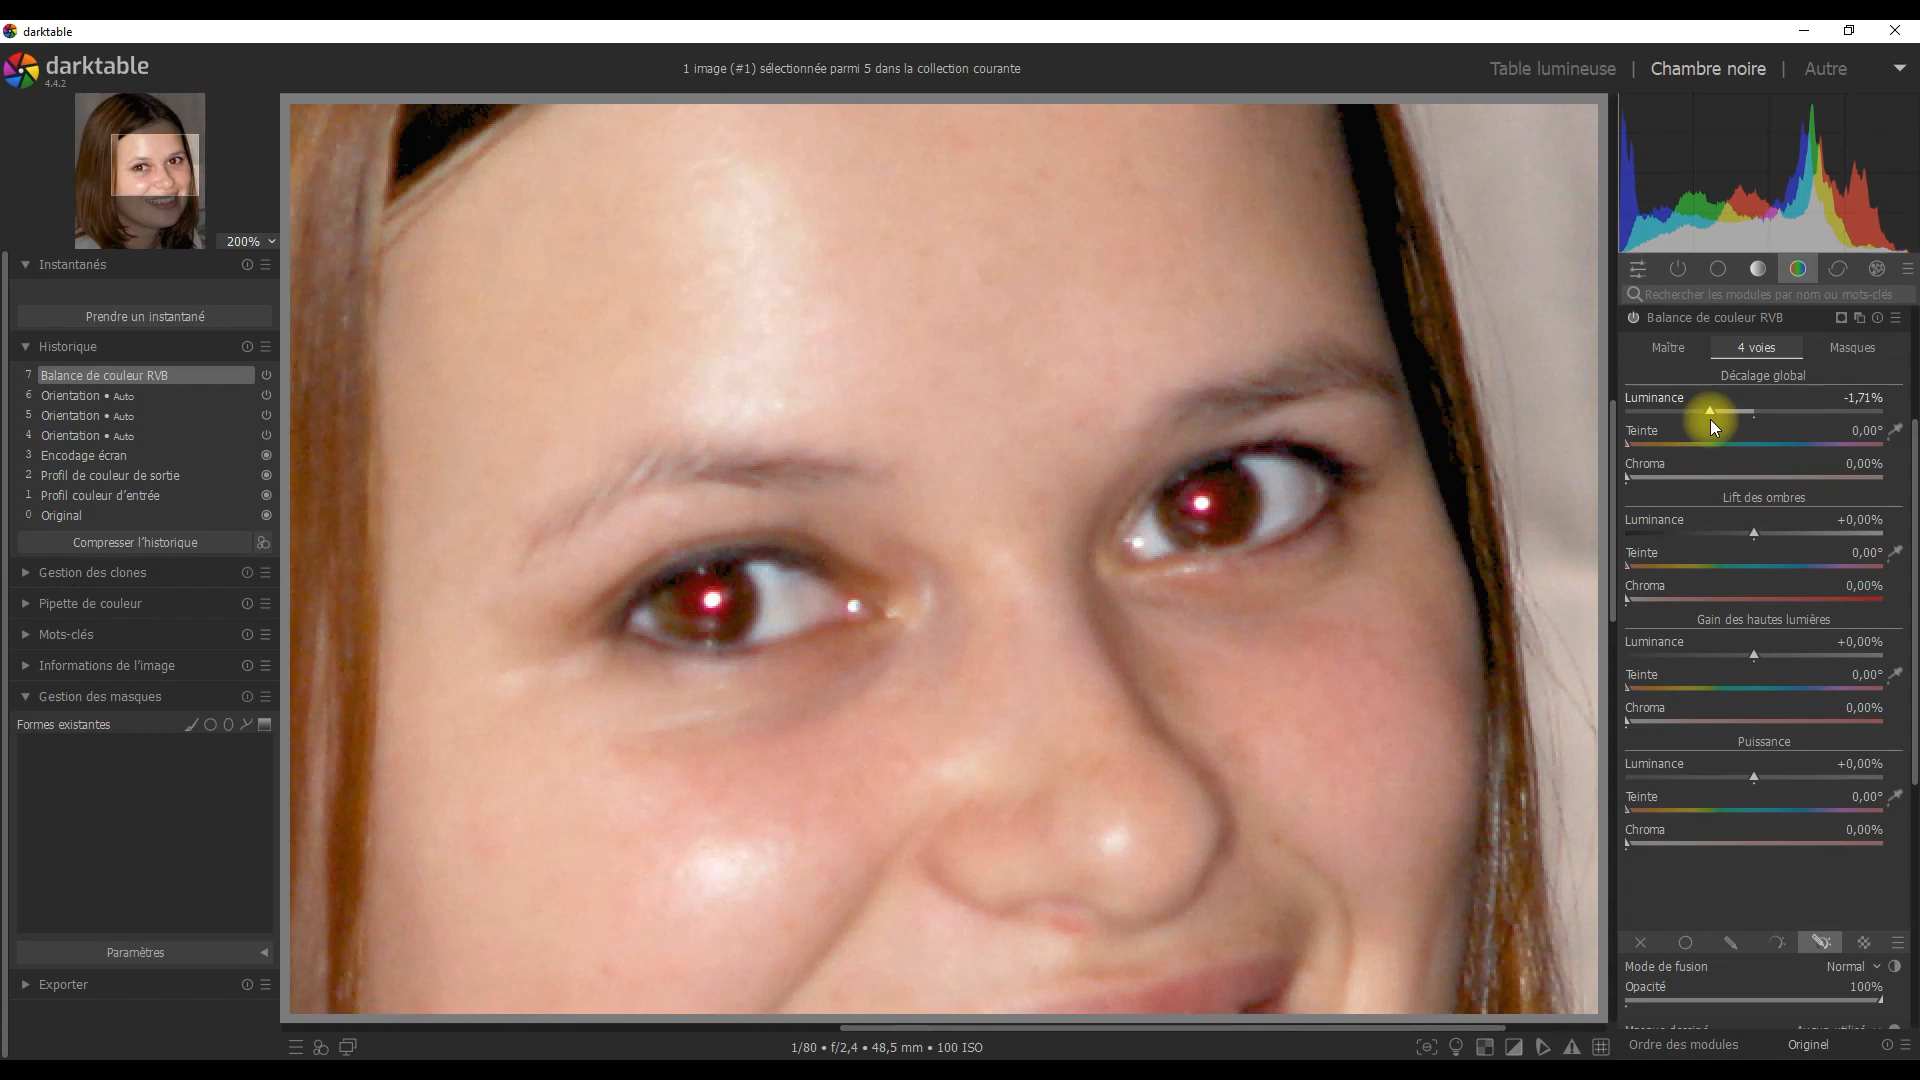 darktable
darktable
4.4.2
1 image (#1) sélectionnée parmi 5 dans la collection courante
Table lumineuse | Chambre noire | Autre
200%
Instantanés
Prendre un instantané
Historique
7 Balance de couleur RVB
6 Orientation • Auto
5 Orientation • Auto
4 Orientation • Auto
3 Encodage écran
2 Profil de couleur de sortie
1 Profil couleur d'entrée
0 Original
Compresser l'historique
Gestion des clones
Pipette de couleur
Mots-clés
Informations de l'image
Gestion des masques
Formes existantes
Paramètres
Exporter
1/80 • f/2,4 • 48,5 mm • 100 ISO
Rechercher les modules par nom ou mots-clés
Balance de couleur RVB
Maître 4 voies Masques
Décalage global
Luminance -1,71%
Teinte 0,00°
Chroma 0,00%
Lift des ombres
Luminance +0,00%
Teinte 0,00°
Chroma 0,00%
Gain des hautes lumières
Luminance +0,00%
Teinte 0,00°
Chroma 0,00%
Puissance
Luminance +0,00%
Teinte 0,00°
Chroma 0,00%
Mode de fusion Normal
Opacité 100%
Ordre des modules Originel